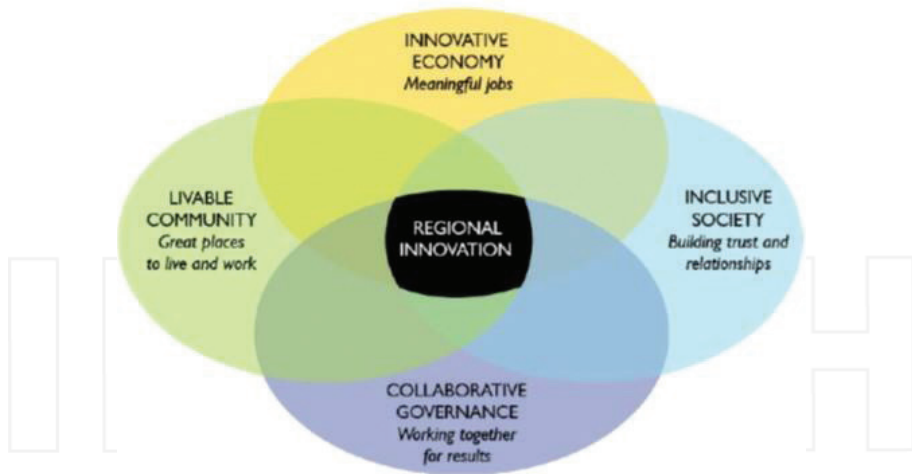 INNOVATIVE
ECONOMY
Meaningful jobs
LIVABLE
COMMUNITY
Great places
to live and work
REGIONAL
INNOVATION
INCLUSIVE
SOCIETY
Building trust and
relationships
COLLABORATIVE
GOVERNANCE
Working together
for results